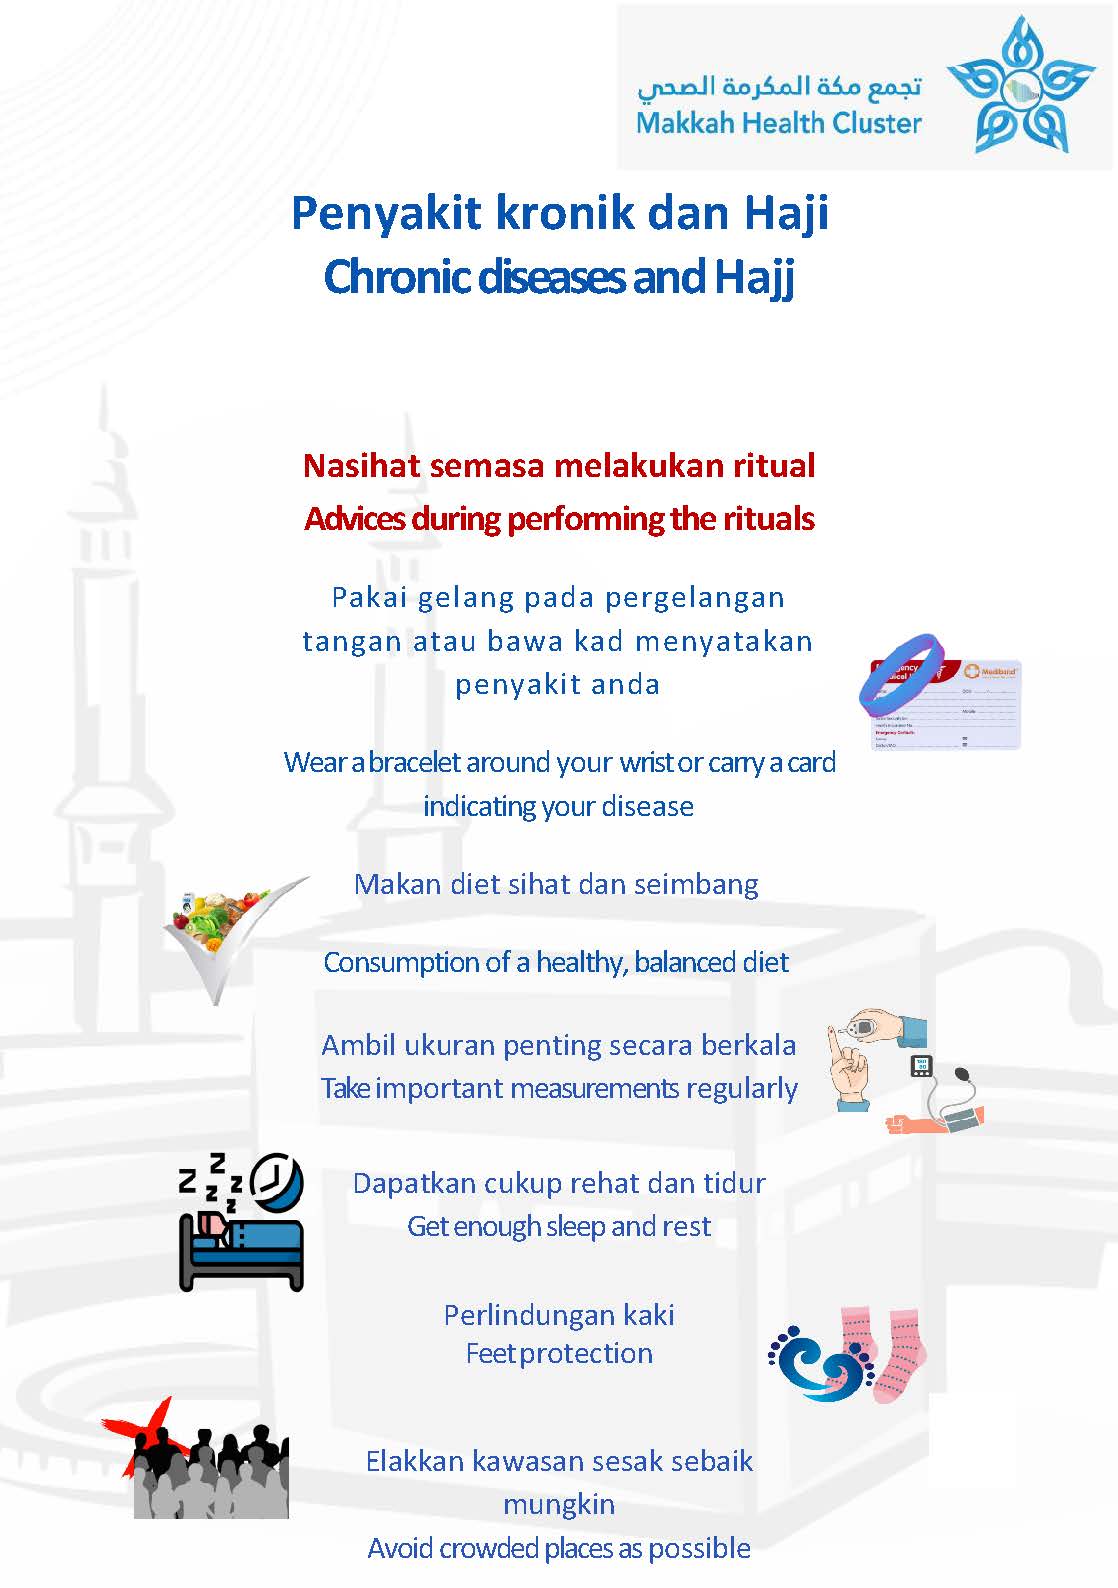 تجمع مكة المكرمة الصحي
Makkah Health Cluster
Penyakit kronik dan Haji
Chronic diseases and Hajj
Nasihat semasa melakukan ritual
Advices during performing the rituals
Pakai gelang pada pergelangan
tangan atau bawa kad menyatakan
penyakit anda
Mediband
Wear a bracelet around your wrist or carry a card
indicating your disease
Makan diet sihat dan seimbang
Consumption of a healthy, balanced diet
Ambil ukuran penting secara berkala
Take important measurements regularly
Dapatkan cukup rehat dan tidur
Get enough sleep and rest
Perlindungan kaki
Feet protection
Elakkan kawasan sesak sebaik
mungkin
Avoid crowded places as possible